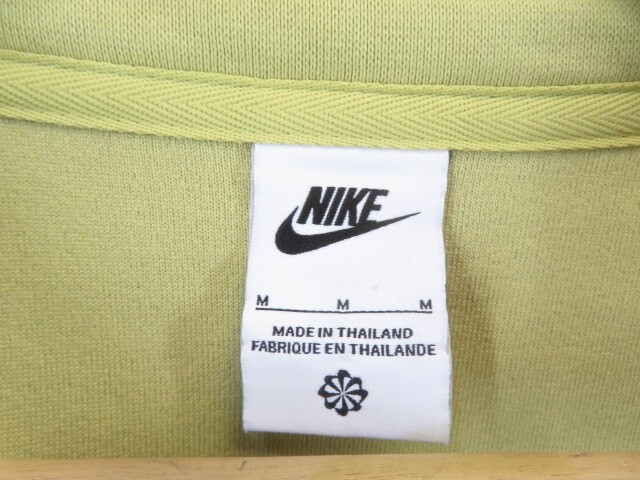 NIKE
M M M
MADE IN THAILAND
FABRIQUE EN THAILANDE